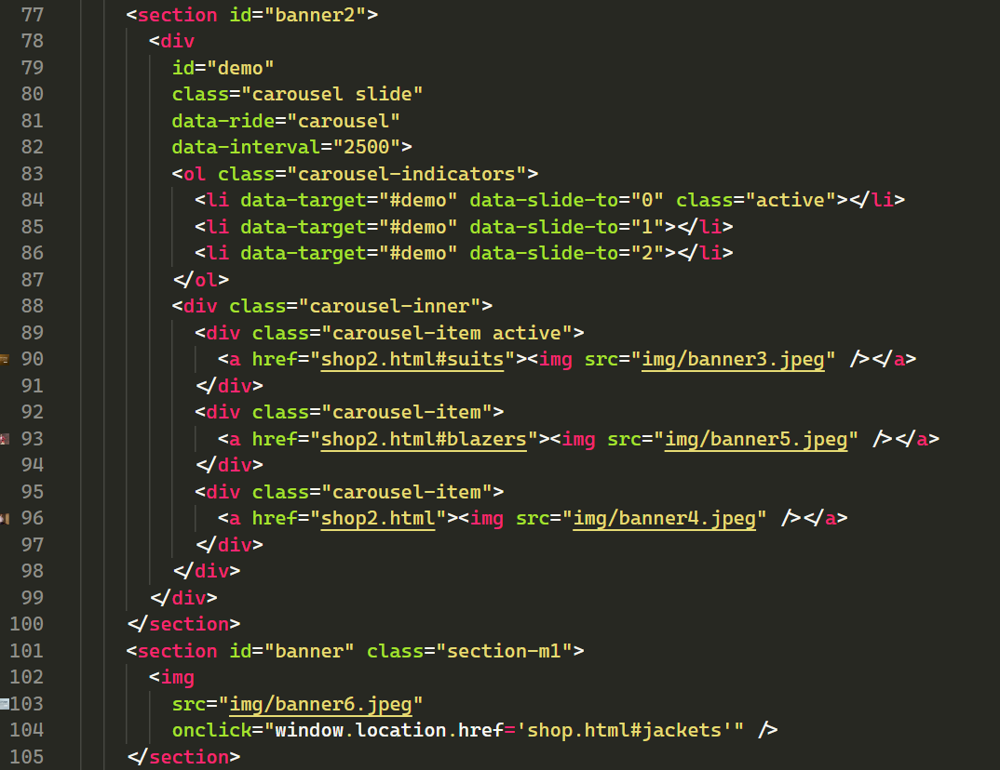 77 <section id="banner2">
78 <div
79 id="demo"
80 class="carousel slide"
81 data-ride="carousel"
82 data-interval="2500">
83 <ol class="carousel-indicators">
84 <li data-target="#demo" data-slide-to="0" class="active"></li>
85 <li data-target="#demo" data-slide-to="1"></li>
86 <li data-target="#demo" data-slide-to="2"></li>
87 </ol>
88 <div class="carousel-inner">
89 <div class="carousel-item active">
90 <a href="shop2.html#suits"><img src="img/banner3.jpeg" /></a>
91 </div>
92 <div class="carousel-item">
93 <a href="shop2.html#blazers"><img src="img/banner5.jpeg" /></a>
94 </div>
95 <div class="carousel-item">
96 <a href="shop2.html"><img src="img/banner4.jpeg" /></a>
97 </div>
98 </div>
99 </div>
100 </section>
101 <section id="banner" class="section-m1">
102 <img
103 src="img/banner6.jpeg"
104 onclick="window.location.href='shop.html#jackets'" />
105 </section>